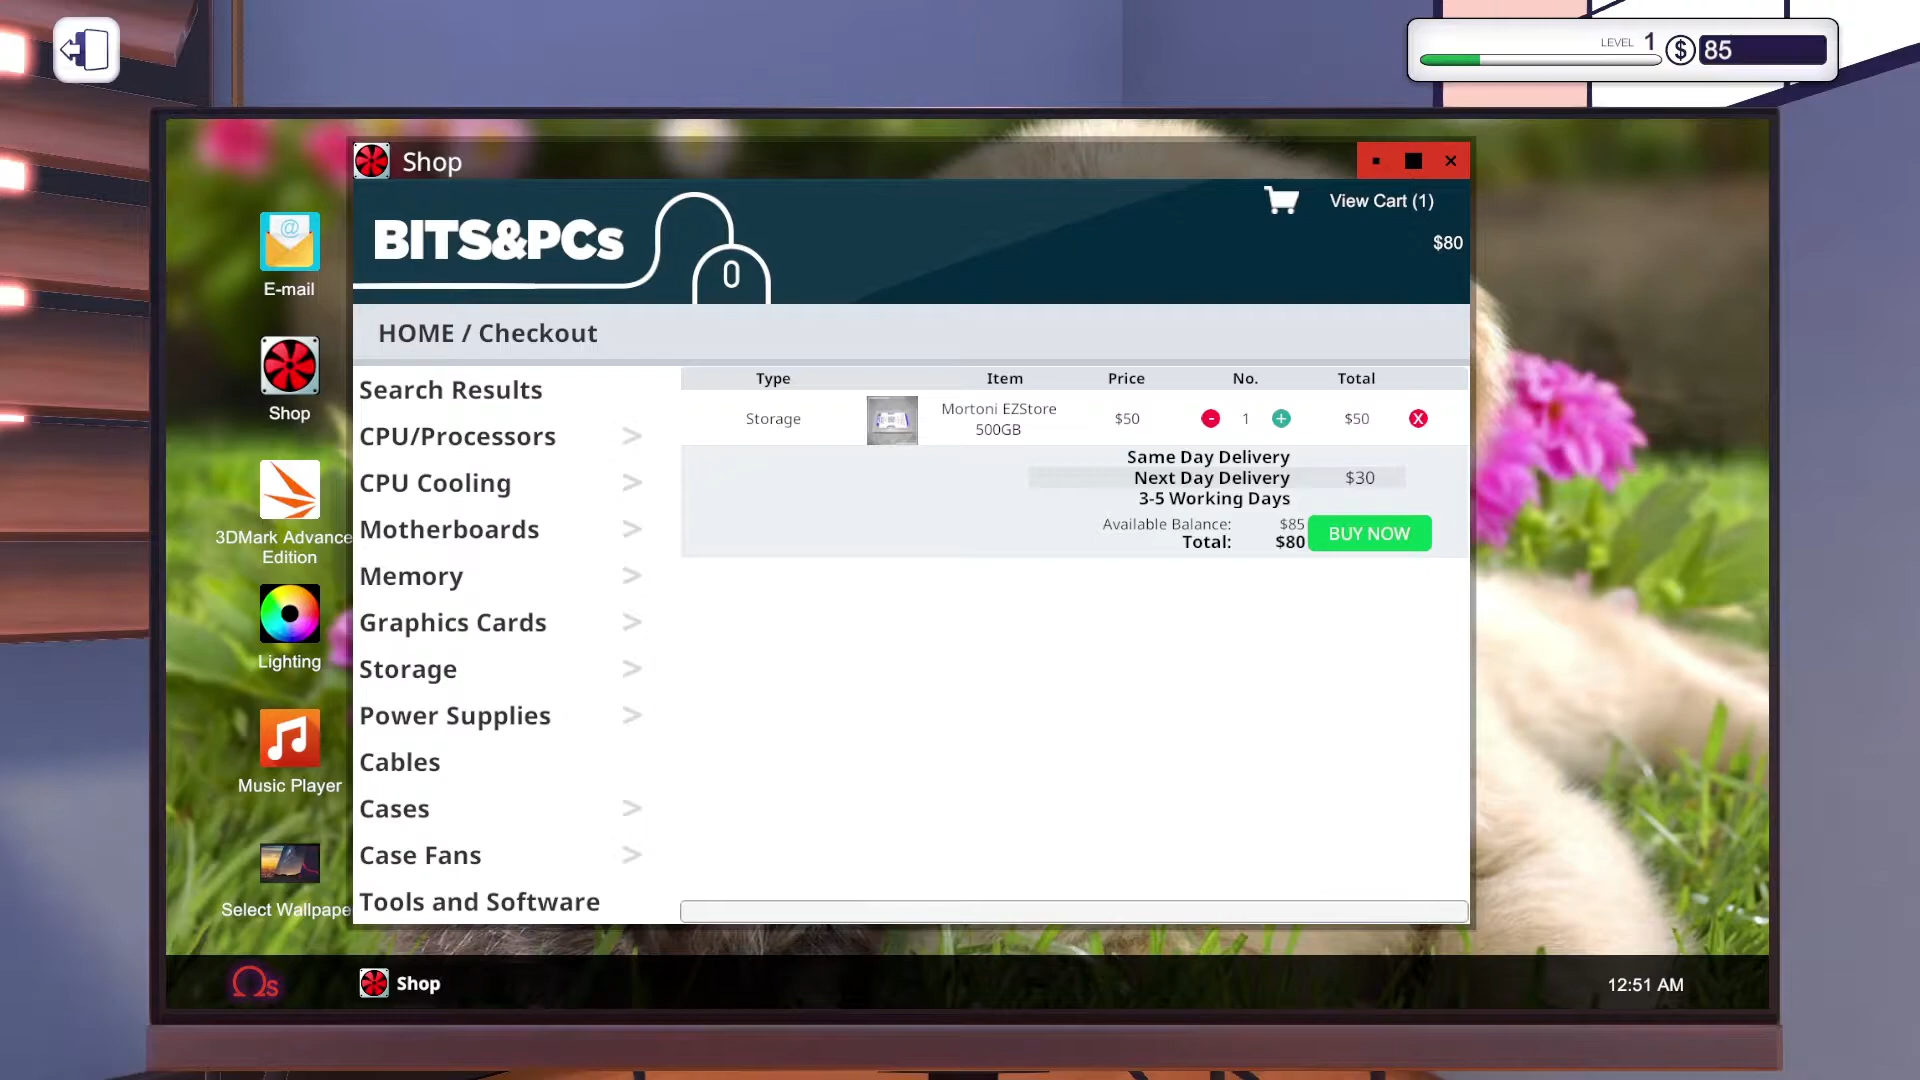 LEVEL 1 $ 85
Shop
BITS&PCs
View Cart (1)
$80
HOME / Checkout
E-mail
Shop
3DMark Advance
Edition
Lighting
Music Player
Select Wallpape
Search Results
CPU/Processors >
CPU Cooling >
Motherboards >
Memory >
Graphics Cards >
Storage >
Power Supplies >
Cables
Cases >
Case Fans >
Tools and Software
Type Item Price No. Total
Storage Mortoni EZStore $50 - 1 + $50 X
500GB
Same Day Delivery
Next Day Delivery $30
3-5 Working Days
Available Balance: $85
Total: $80
BUY NOW
Ωs
Shop
12:51 AM